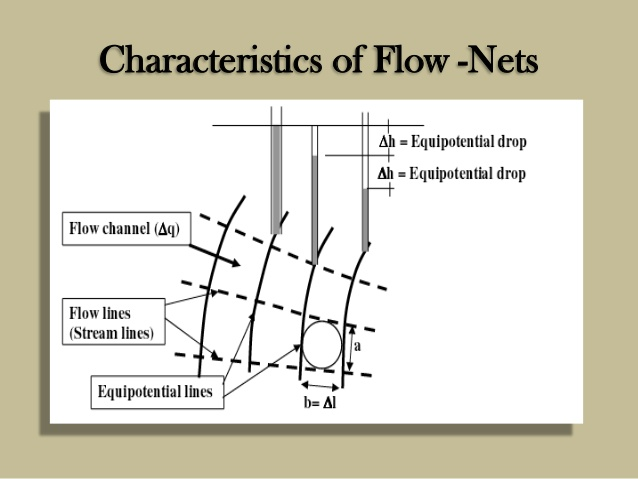 Characteristics of Flow -Nets
Δh = Equipotential drop
Δh = Equipotential drop
Flow channel (Δq)
Flow lines
(Stream lines)
a
Equipotential lines
b= Δl